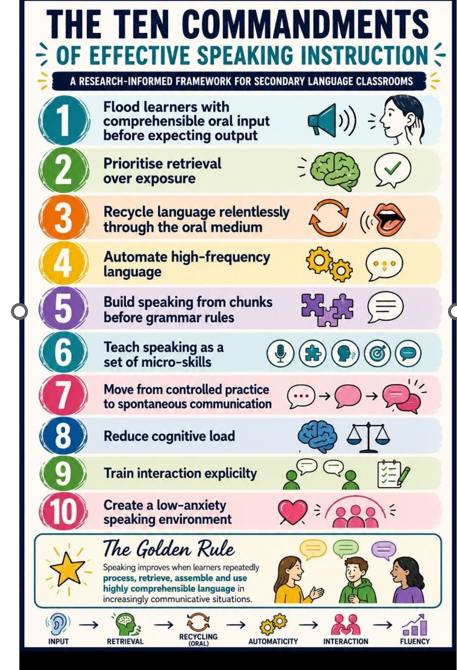 THE TEN COMMANDMENTS
OF EFFECTIVE SPEAKING INSTRUCTION
A RESEARCH-INFORMED FRAMEWORK FOR SECONDARY LANGUAGE CLASSROOMS
1
Flood learners with
comprehensible oral input
before expecting output
2
Prioritise retrieval
over exposure
3
Recycle language relentlessly
through the oral medium
4
Automate high-frequency
language
5
Build speaking from chunks
before grammar rules
6
Teach speaking as a
set of micro-skills
7
Move from controlled practice
to spontaneous communication
8
Reduce cognitive load
9
Train interaction explicilty
10
Create a low-anxiety
speaking environment
The Golden Rule
Speaking improves when learners repeatedly
process, retrieve, assemble and use
highly comprehensible language in
increasingly communicative situations.
INPUT
RETRIEVAL
RECYCLING
(ORAL)
AUTOMATICITY
INTERACTION
FLUENCY